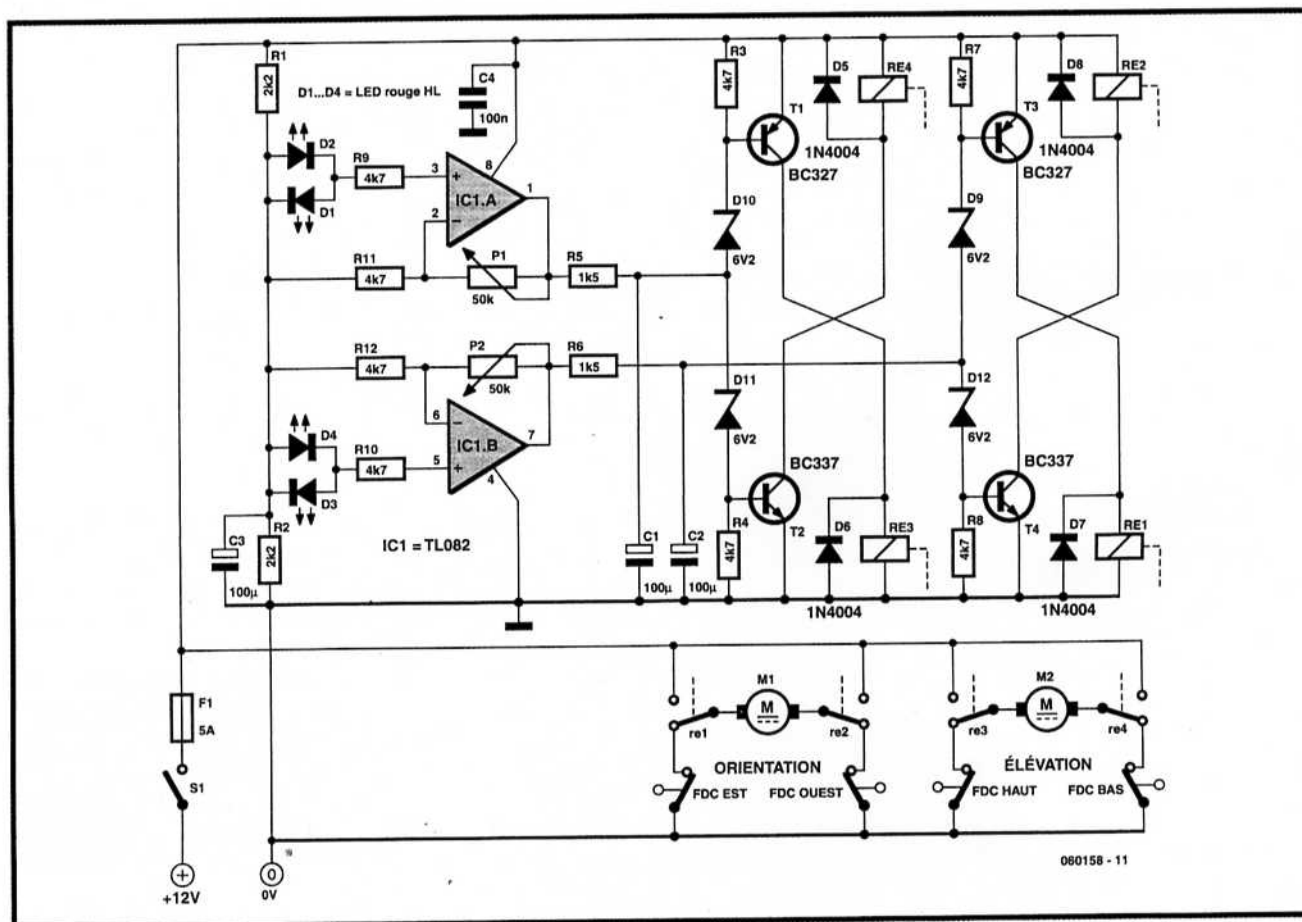 R1
2k2
D1...D4 = LED rouge HL
C4
100n
R3
4k7
D5
RE4
R7
4k7
D8
RE2
T1
1N4004
BC327
T3
1N4004
BC327
D2
D1
R9
4k7
3
+
8
IC1.A
1
2
–
D10
6V2
D9
6V2
R11
4k7
P1
50k
R5
1k5
R12
4k7
P2
50k
R6
1k5
D11
6V2
D12
6V2
6
–
IC1.B
7
5
+
4
D4
D3
R10
4k7
BC337
T2
BC337
T4
R2
2k2
C3
100µ
IC1 = TL082
C1
100µ
C2
100µ
R4
4k7
D6
RE3
R8
4k7
D7
RE1
1N4004
1N4004
F1
5A
S1
M1
M
re1
re2
M2
M
re3
re4
ORIENTATION
ÉLÉVATION
FDC EST
FDC OUEST
FDC HAUT
FDC BAS
060158 - 11
+
+12V
0
0V